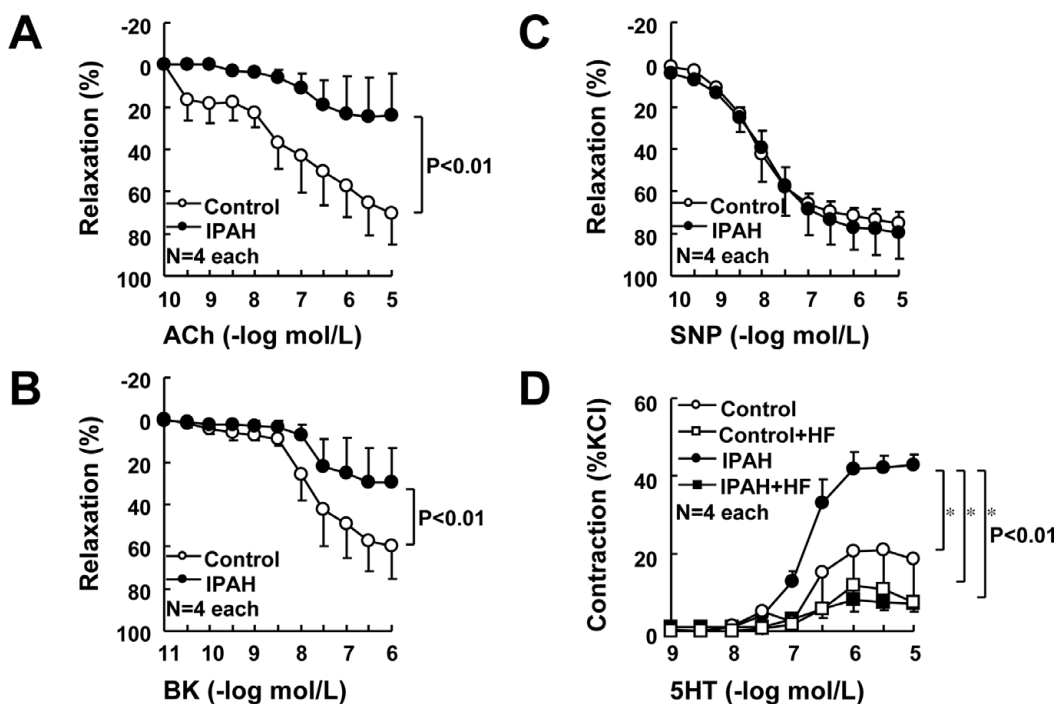 A
-20
0
20
40
60
80
100
Relaxation (%)
Control
IPAH
N=4 each
P<0.01
10 9 8 7 6 5
ACh (-log mol/L)
C
-20
0
20
40
60
80
100
Relaxation (%)
Control
IPAH
N=4 each
10 9 8 7 6 5
SNP (-log mol/L)
B
-20
0
20
40
60
80
100
Relaxation (%)
Control
IPAH
N=4 each
P<0.01
11 10 9 8 7 6
BK (-log mol/L)
D
60
40
20
0
Contraction (%KCl)
Control
Control+HF
IPAH
IPAH+HF
N=4 each
* * *
P<0.01
9 8 7 6 5
5HT (-log mol/L)